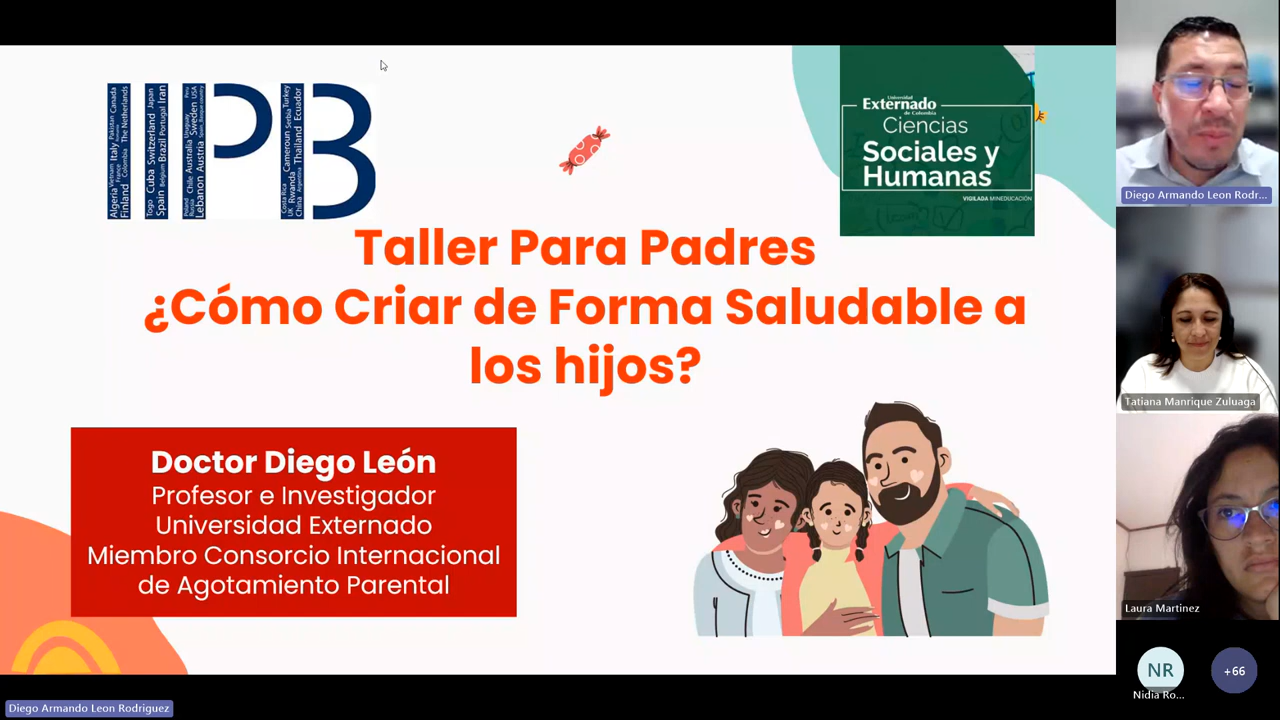 IIPB
Universidad
Externado
de Colombia
Ciencias
Sociales y
Humanas
VIGILADA MINEDUCACIÓN
Taller Para Padres
¿Cómo Criar de Forma Saludable a
los hijos?
Doctor Diego León
Profesor e Investigador
Universidad Externado
Miembro Consorcio Internacional
de Agotamiento Parental
Diego Armando Leon Rodr...
Tatiana Manrique Zuluaga
Laura Martinez
NR
Nidia Ro...
+66
Diego Armando Leon Rodriguez